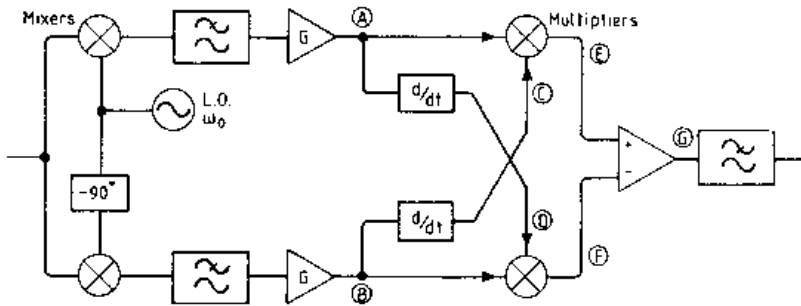 Mixers
G
A
Multipliers
E
L.O.
ω₀
d/dt
C
-90°
+
-
G
d/dt
D
F
G
B